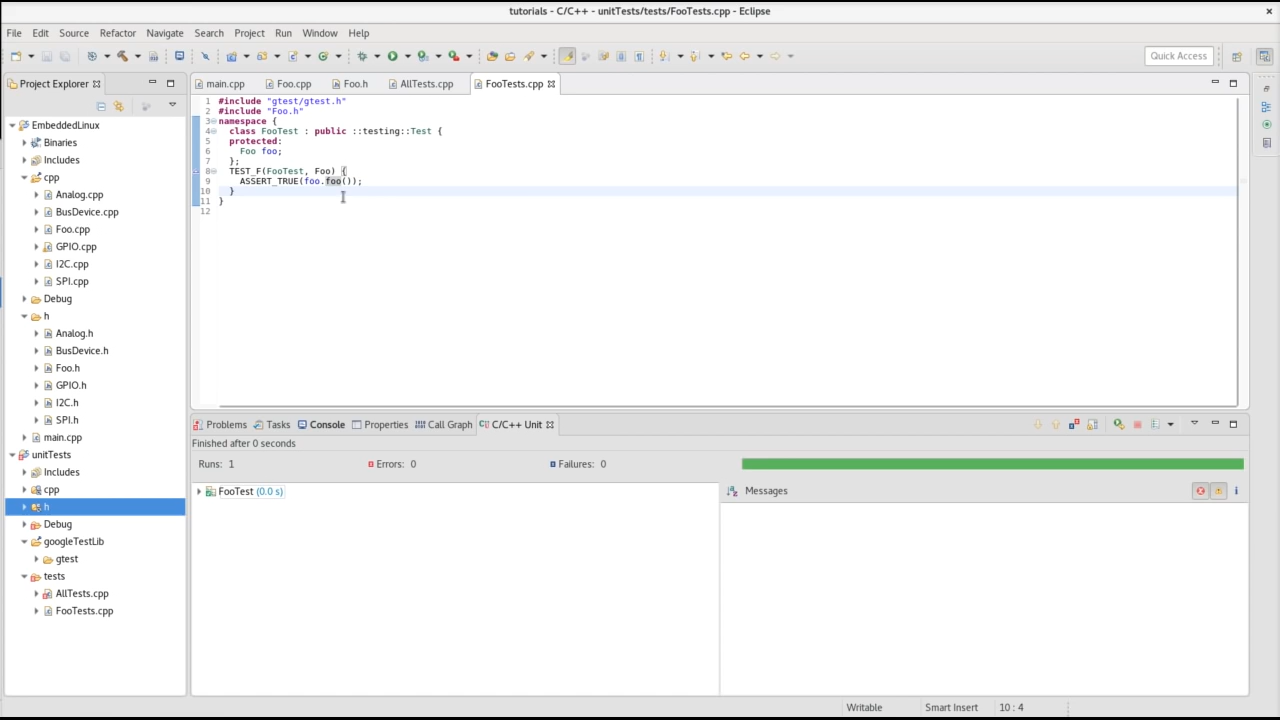 tutorials - C/C++ - unitTests/tests/FooTests.cpp - Eclipse
File Edit Source Refactor Navigate Search Project Run Window Help
Quick Access
Project Explorer
EmbeddedLinux
Binaries
Includes
cpp
Analog.cpp
BusDevice.cpp
Foo.cpp
GPIO.cpp
I2C.cpp
SPI.cpp
Debug
h
Analog.h
BusDevice.h
Foo.h
GPIO.h
I2C.h
SPI.h
main.cpp
unitTests
Includes
cpp
h
Debug
googleTestLib
gtest
tests
AllTests.cpp
FooTests.cpp
main.cpp Foo.cpp Foo.h AllTests.cpp FooTests.cpp
1 #include "gtest/gtest.h"
2 #include "Foo.h"
3 namespace {
4 class FooTest : public ::testing::Test {
5 protected:
6 Foo foo;
7 };
8 TEST_F(FooTest, Foo) {
9 ASSERT_TRUE(foo.foo());
10 }
11 }
12
Problems Tasks Console Properties Call Graph C/C++ Unit
Finished after 0 seconds
Runs: 1 Errors: 0 Failures: 0
FooTest (0.0 s)
Messages
Writable Smart Insert 10 : 4